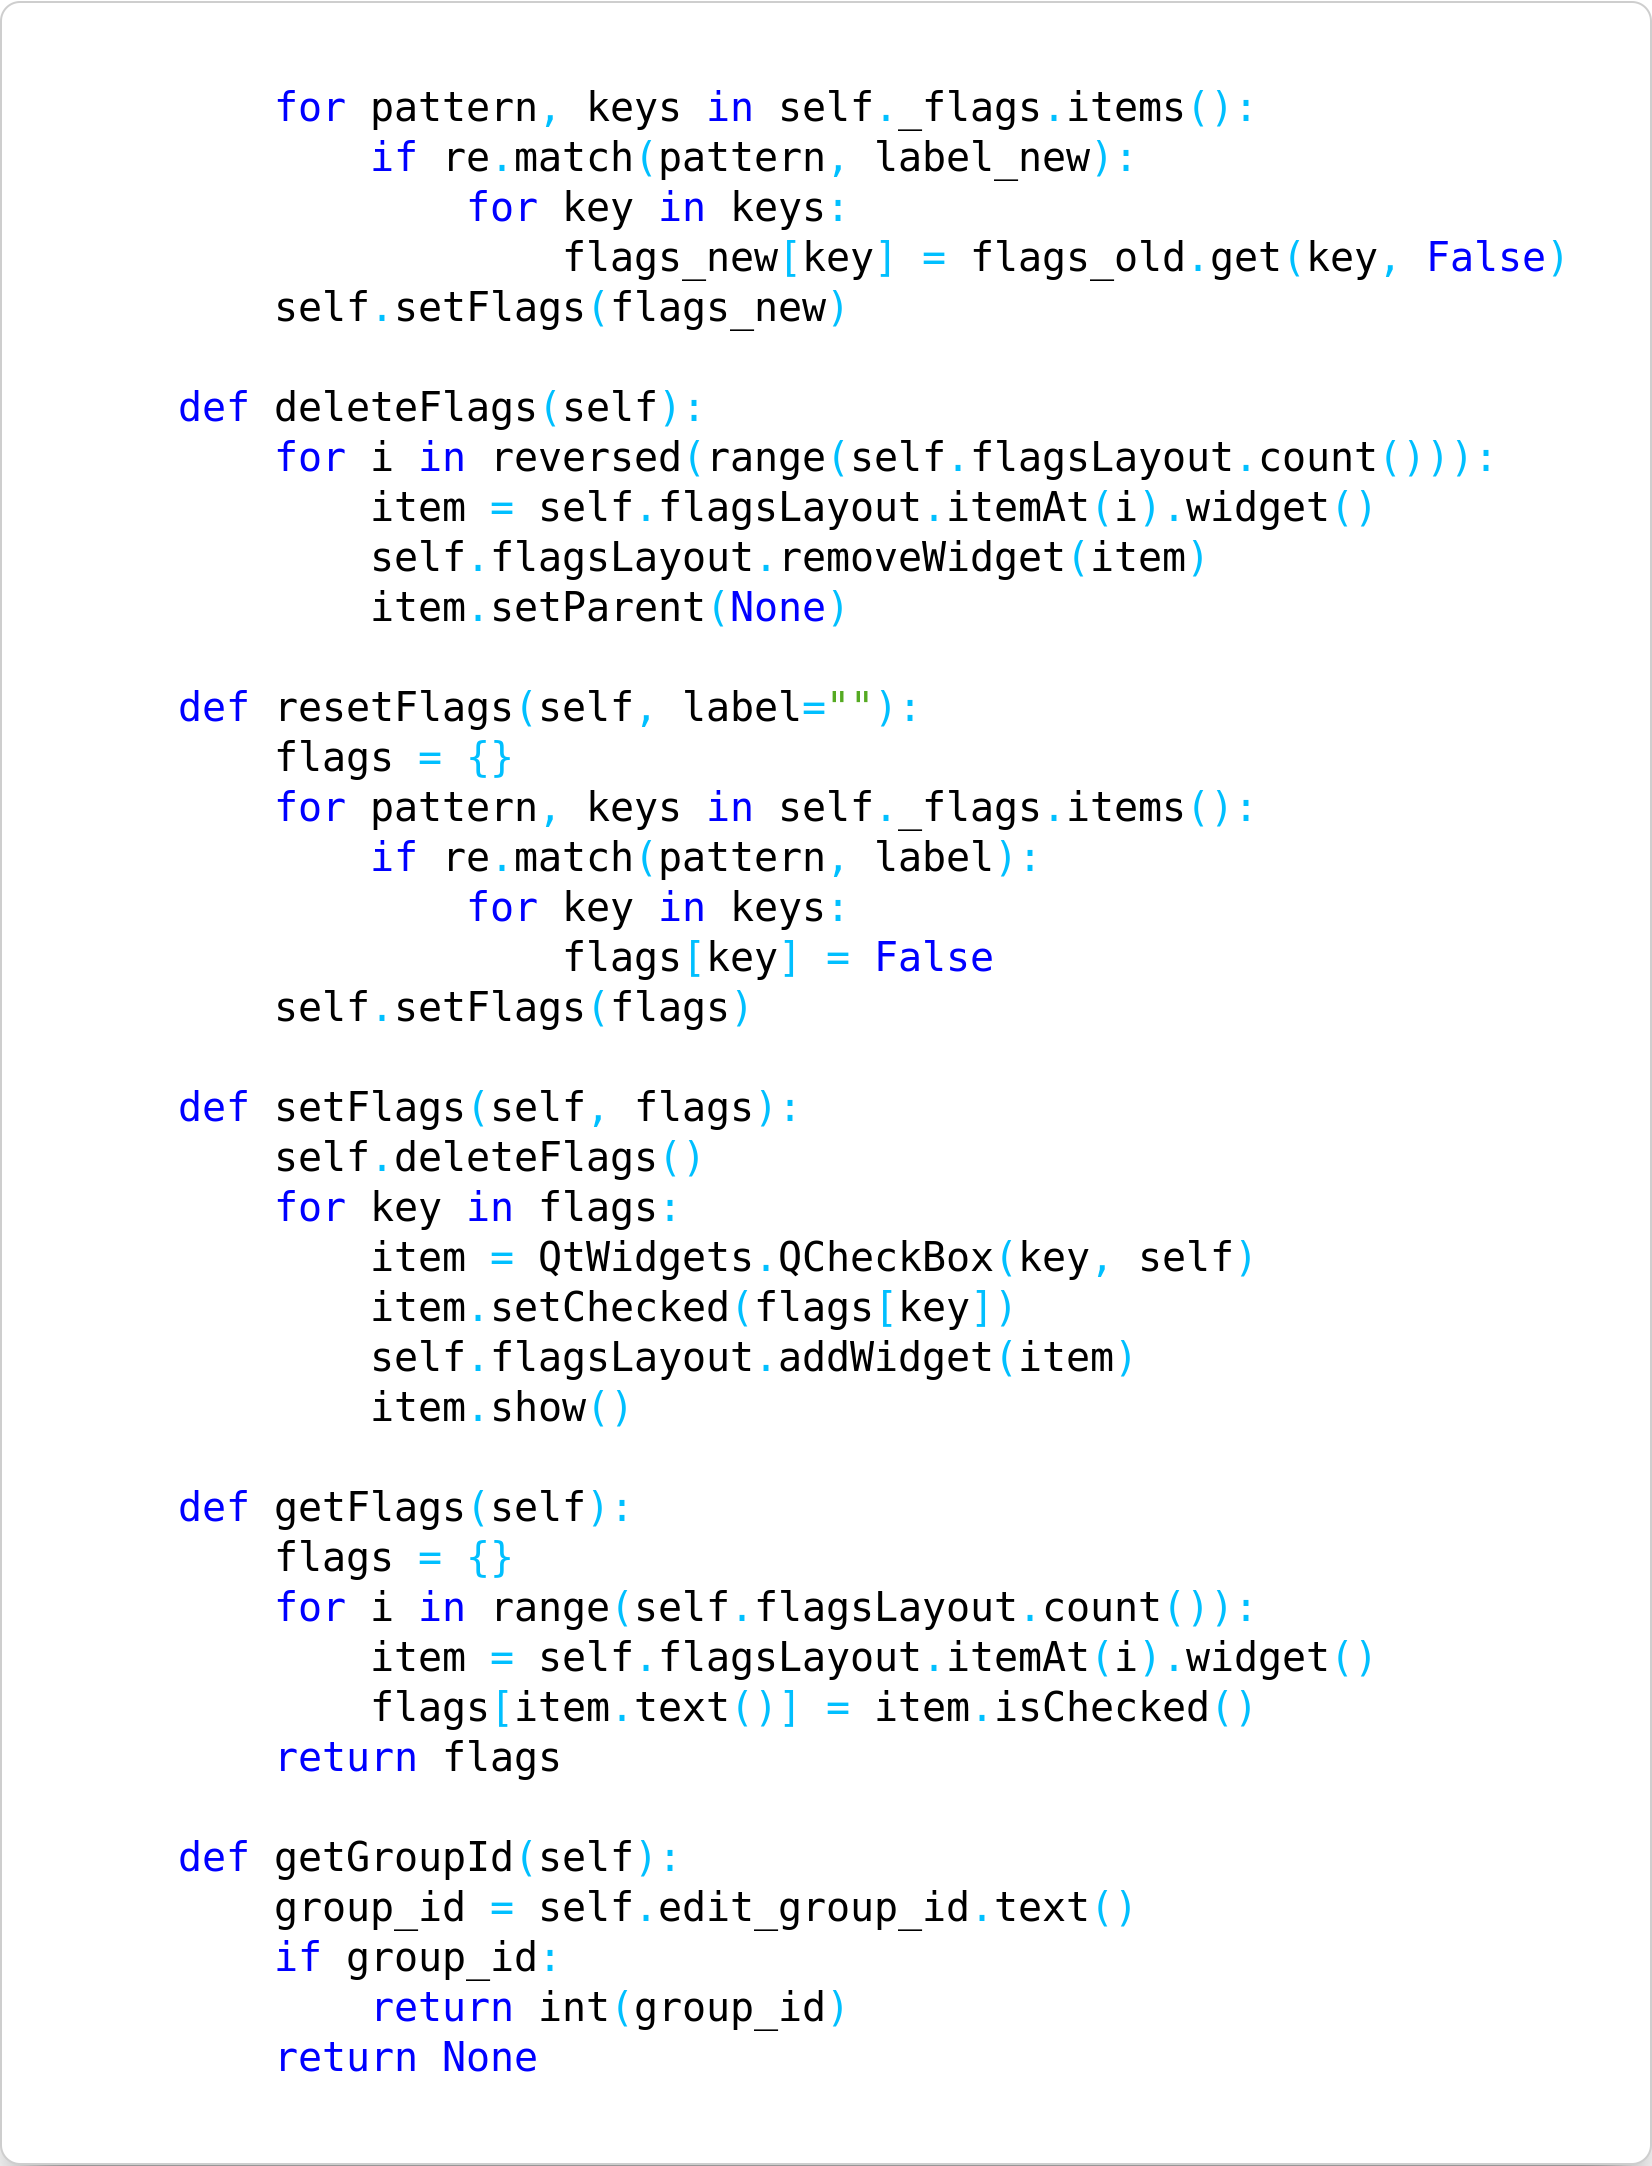 for pattern, keys in self._flags.items():
            if re.match(pattern, label_new):
                for key in keys:
                    flags_new[key] = flags_old.get(key, False)
        self.setFlags(flags_new)

    def deleteFlags(self):
        for i in reversed(range(self.flagsLayout.count())):
            item = self.flagsLayout.itemAt(i).widget()
            self.flagsLayout.removeWidget(item)
            item.setParent(None)

    def resetFlags(self, label=""):
        flags = {}
        for pattern, keys in self._flags.items():
            if re.match(pattern, label):
                for key in keys:
                    flags[key] = False
        self.setFlags(flags)

    def setFlags(self, flags):
        self.deleteFlags()
        for key in flags:
            item = QtWidgets.QCheckBox(key, self)
            item.setChecked(flags[key])
            self.flagsLayout.addWidget(item)
            item.show()

    def getFlags(self):
        flags = {}
        for i in range(self.flagsLayout.count()):
            item = self.flagsLayout.itemAt(i).widget()
            flags[item.text()] = item.isChecked()
        return flags

    def getGroupId(self):
        group_id = self.edit_group_id.text()
        if group_id:
            return int(group_id)
        return None